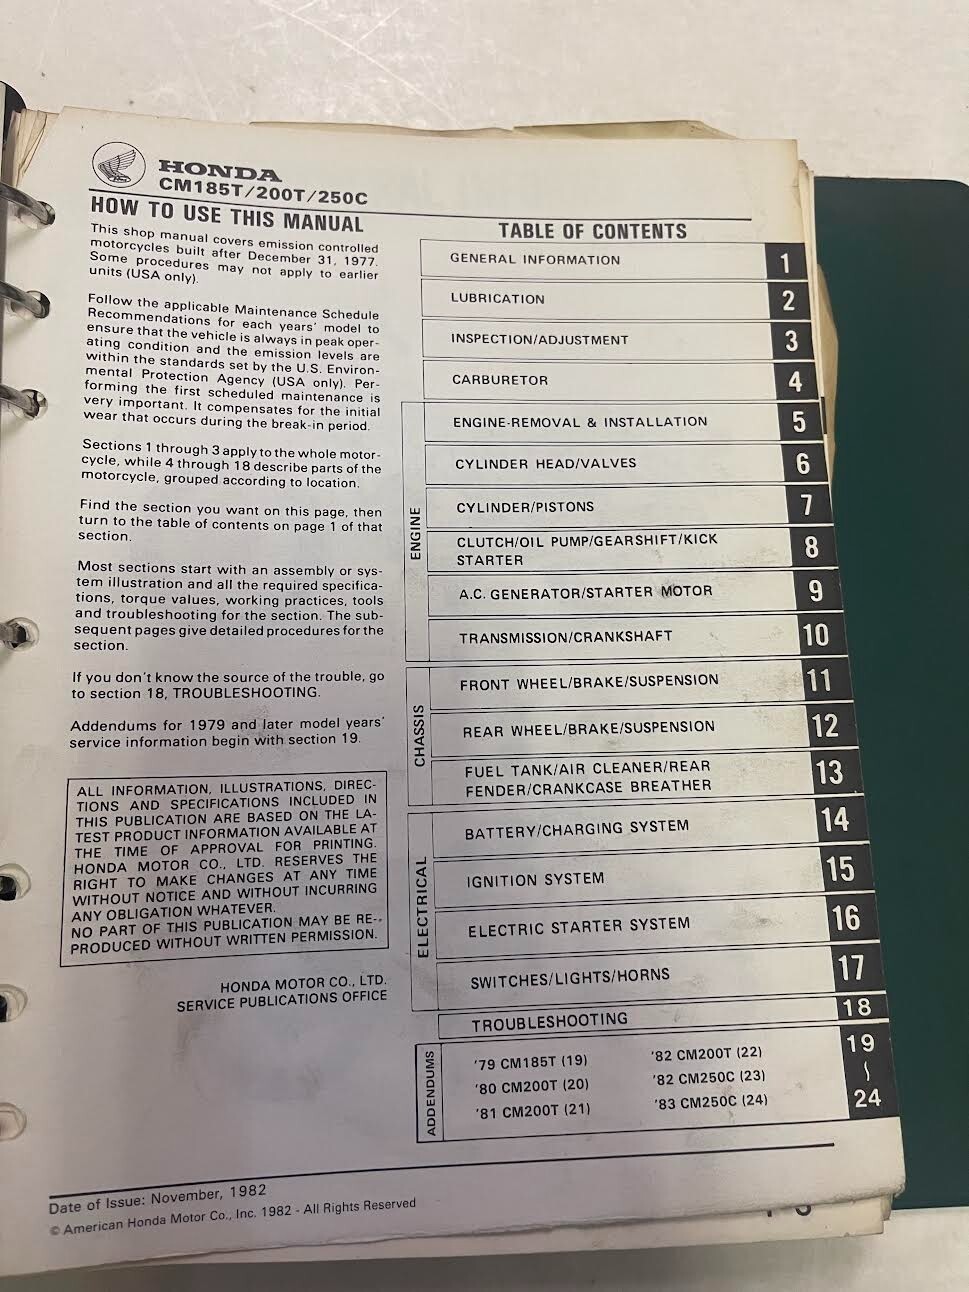 HONDA
CM185T/200T/250C
HOW TO USE THIS MANUAL
This shop manual covers emission controlled
motorcycles built after December 31, 1977.
Some procedures may not apply to earlier
units (USA only).
Follow the applicable Maintenance Schedule
Recommendations for each years' model to
ensure that the vehicle is always in peak oper-
ating condition and the emission levels are
within the standards set by the U.S. Environ-
mental Protection Agency (USA only). Per-
forming the first scheduled maintenance is
very important. It compensates for the initial
wear that occurs during the break-in period.
Sections 1 through 3 apply to the whole motor-
cycle, while 4 through 18 describe parts of the
motorcycle, grouped according to location.
Find the section you want on this page, then
turn to the table of contents on page 1 of that
section.
Most sections start with an assembly or sys-
tem illustration and all the required specifica-
tions, torque values, working practices, tools
and troubleshooting for the section. The sub-
sequent pages give detailed procedures for the
section.
If you don't know the source of the trouble, go
to section 18, TROUBLESHOOTING.
Addendums for 1979 and later model years'
service information begin with section 19.
ALL INFORMATION, ILLUSTRATIONS, DIREC-
TIONS AND SPECIFICATIONS INCLUDED IN
THIS PUBLICATION ARE BASED ON THE LA-
TEST PRODUCT INFORMATION AVAILABLE AT
THE TIME OF APPROVAL FOR PRINTING.
HONDA MOTOR CO., LTD. RESERVES THE
RIGHT TO MAKE CHANGES AT ANY TIME
WITHOUT NOTICE AND WITHOUT INCURRING
ANY OBLIGATION WHATEVER.
NO PART OF THIS PUBLICATION MAY BE RE-
PRODUCED WITHOUT WRITTEN PERMISSION.
HONDA MOTOR CO., LTD.
SERVICE PUBLICATIONS OFFICE
TABLE OF CONTENTS
GENERAL INFORMATION 1
LUBRICATION 2
INSPECTION/ADJUSTMENT 3
CARBURETOR 4
ENGINE
ENGINE-REMOVAL & INSTALLATION 5
CYLINDER HEAD/VALVES 6
CYLINDER/PISTONS 7
CLUTCH/OIL PUMP/GEARSHIFT/KICK
STARTER 8
A.C. GENERATOR/STARTER MOTOR 9
TRANSMISSION/CRANKSHAFT 10
CHASSIS
FRONT WHEEL/BRAKE/SUSPENSION 11
REAR WHEEL/BRAKE/SUSPENSION 12
FUEL TANK/AIR CLEANER/REAR
FENDER/CRANKCASE BREATHER 13
ELECTRICAL
BATTERY/CHARGING SYSTEM 14
IGNITION SYSTEM 15
ELECTRIC STARTER SYSTEM 16
SWITCHES/LIGHTS/HORNS 17
TROUBLESHOOTING 18
ADDENDUMS
'79 CM185T (19) '82 CM200T (22)
'80 CM200T (20) '82 CM250C (23)
'81 CM200T (21) '83 CM250C (24)
19
~
24
Date of Issue: November, 1982
© American Honda Motor Co., Inc. 1982 - All Rights Reserved